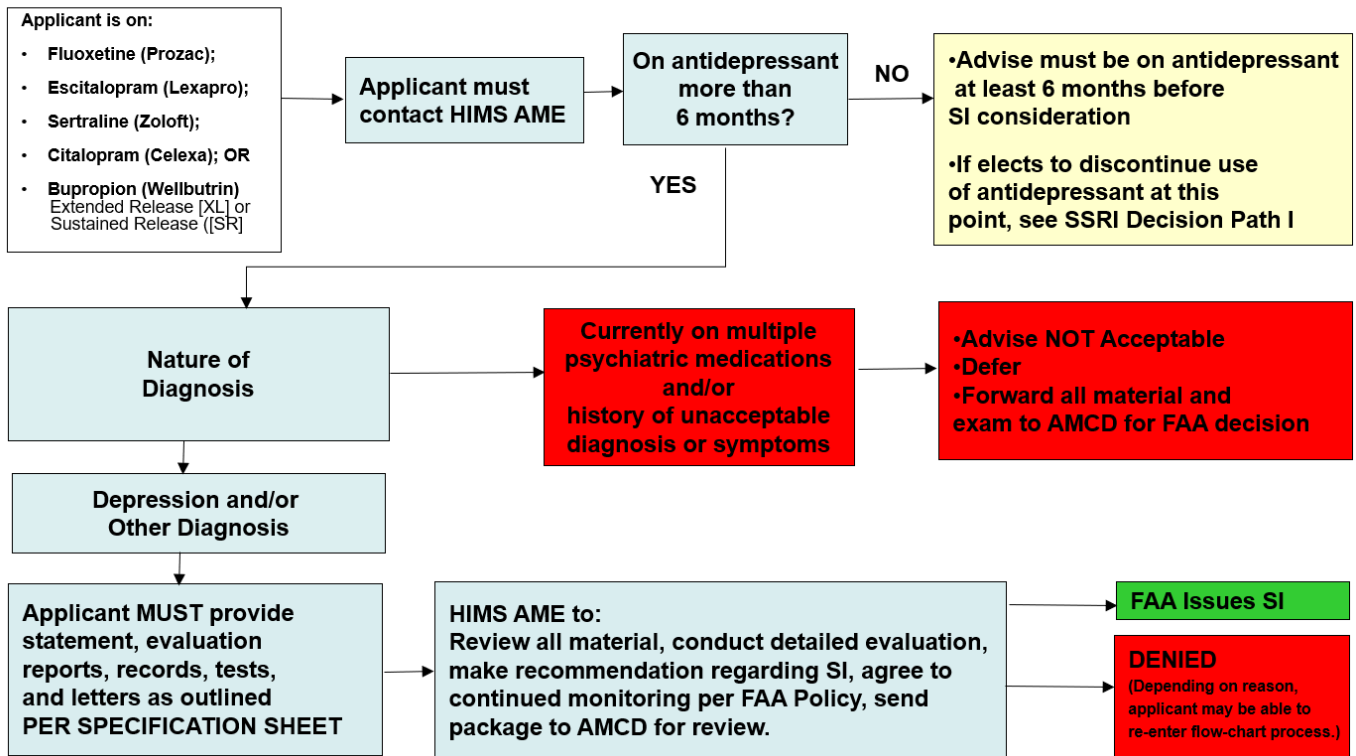 Applicant is on:
• Fluoxetine (Prozac);
• Escitalopram (Lexapro);
• Sertraline (Zoloft);
• Citalopram (Celexa); OR
• Bupropion (Wellbutrin)
Extended Release [XL] or
Sustained Release ([SR]
Applicant must
contact HIMS AME
On antidepressant
more than
6 months?
NO
•Advise must be on antidepressant
at least 6 months before
SI consideration
•If elects to discontinue use
of antidepressant at this
point, see SSRI Decision Path I
YES
Nature of
Diagnosis
Currently on multiple
psychiatric medications
and/or
history of unacceptable
diagnosis or symptoms
•Advise NOT Acceptable
•Defer
•Forward all material and
exam to AMCD for FAA decision
Depression and/or
Other Diagnosis
Applicant MUST provide
statement, evaluation
reports, records, tests,
and letters as outlined
PER SPECIFICATION SHEET
HIMS AME to:
Review all material, conduct detailed evaluation,
make recommendation regarding SI, agree to
continued monitoring per FAA Policy, send
package to AMCD for review.
FAA Issues SI
DENIED
(Depending on reason,
applicant may be able to
re-enter flow-chart process.)